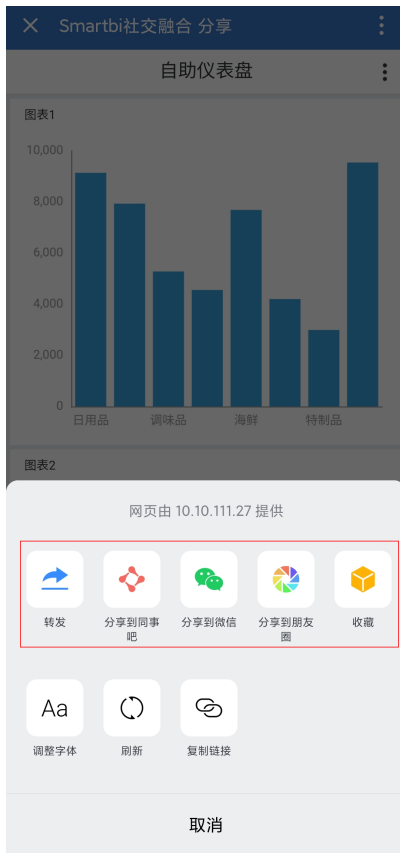 Smartbi社交融合 分享
自助仪表盘
图表1
10,000
8,000
6,000
4,000
2,000
0
日用品 调味品 海鲜 特制品
图表2
网页由 10.10.111.27 提供
转发 分享到同事吧 分享到微信 分享到朋友圈 收藏
Aa
调整字体 刷新 复制链接
取消